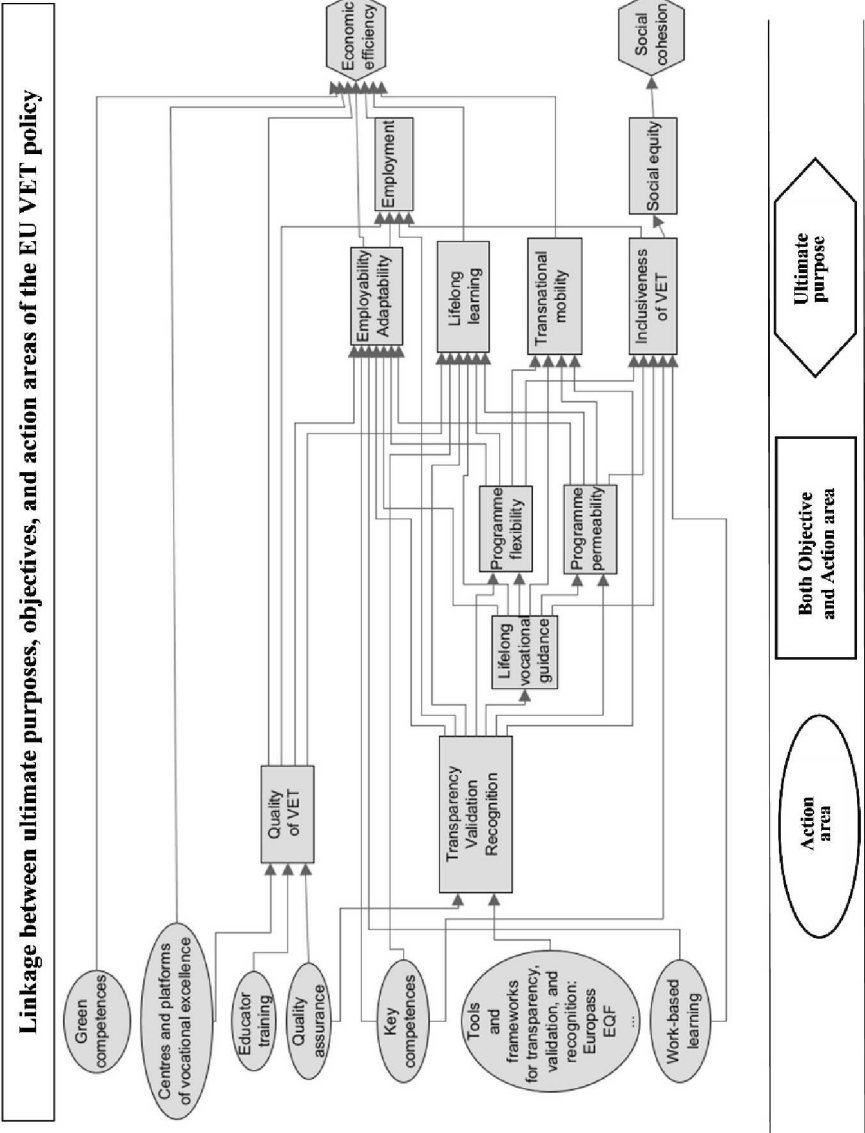 Linkage between ultimate purposes, objectives, and action areas of the EU VET policy
Green
competences
Centres and platforms
of vocational excellence
Educator
training
Quality
assurance
Key
competences
Tools
and
frameworks
for transparency,
validation, and
recognition:
Europass
EQF
...
Work-based
learning
Quality
of VET
Transparency
Validation
Recognition
Lifelong
vocational
guidance
Programme
flexibility
Programme
permeability
Employability
Adaptability
Lifelong
learning
Transnational
mobility
Inclusiveness
of VET
Employment
Social equity
Economic
efficiency
Social
cohesion
Action
area
Both Objective
and Action area
Ultimate
purpose